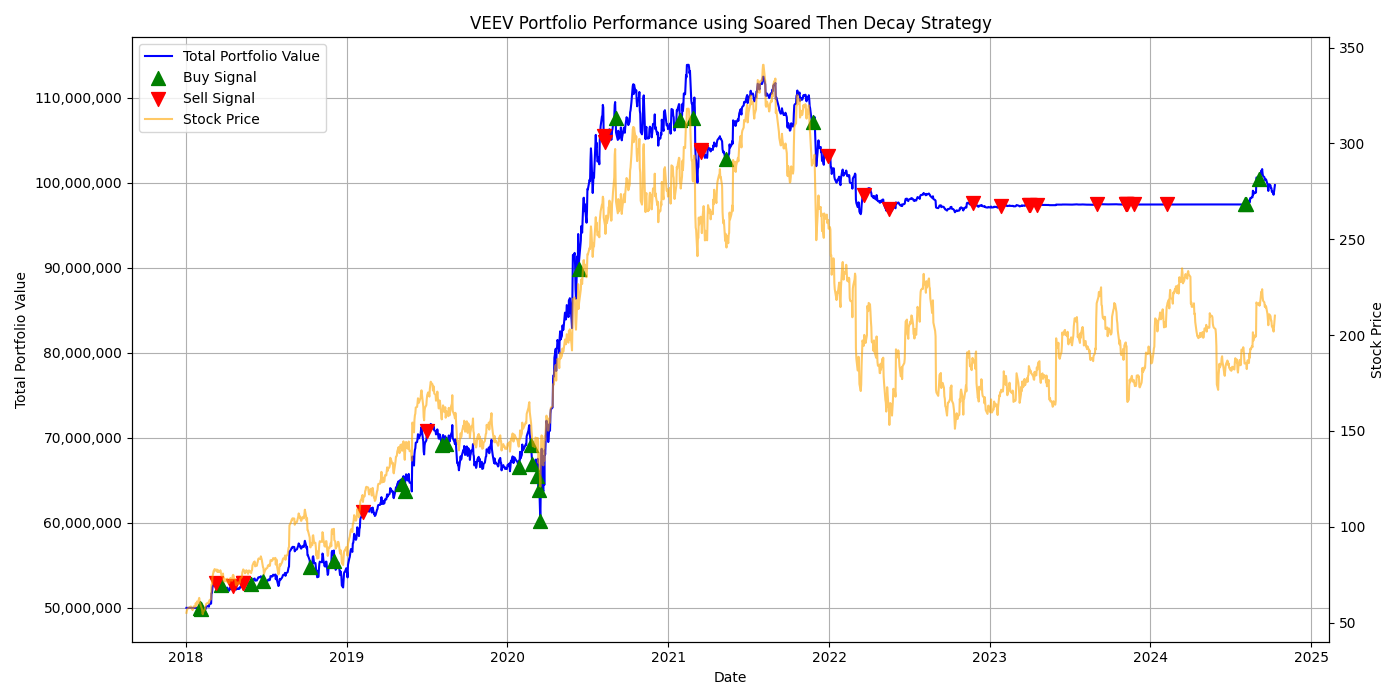 VEEV Portfolio Performance using Soared Then Decay Strategy
Total Portfolio Value
Buy Signal
Sell Signal
Stock Price
110,000,000
100,000,000
90,000,000
80,000,000
70,000,000
60,000,000
50,000,000
Total Portfolio Value
350
300
250
200
150
100
50
Stock Price
2018
2019
2020
2021
2022
2023
2024
2025
Date